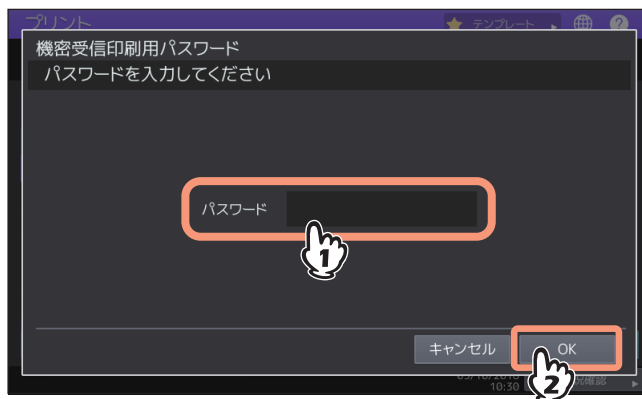 プリント
テンプレート
?
機密受信印刷用パスワード
パスワードを入力してください
パスワード
1
キャンセル
OK
2
10:30